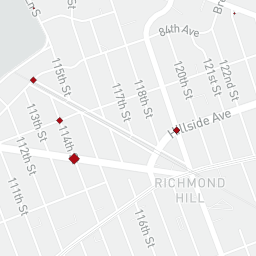 84th Ave
115th St
120th St
121st St
122nd St
118th St
117th St
113th St
114th
112th St
111th St
116th St
Hillside Ave
RICHMOND
HILL